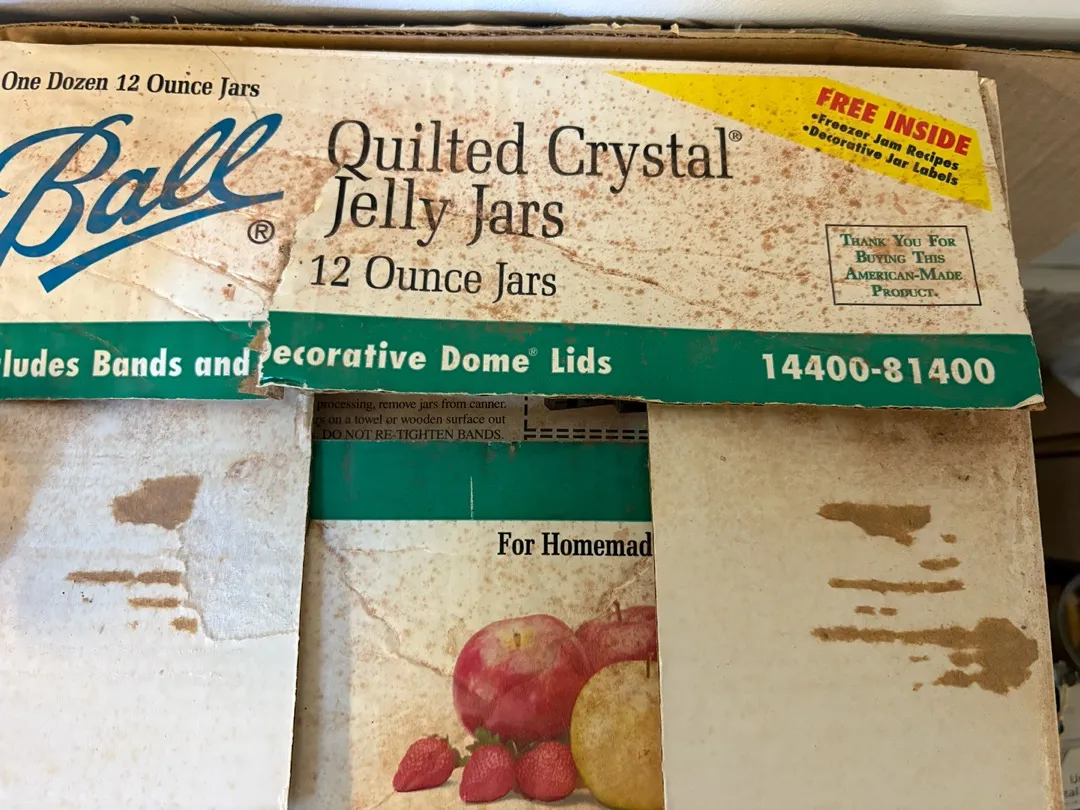 One Dozen 12 Ounce Jars
Ball®
Quilted Crystal®
Jelly Jars
12 Ounce Jars
FREE INSIDE
•Freezer Jam Recipes
•Decorative Jar Labels
THANK YOU FOR
BUYING THIS
AMERICAN-MADE
PRODUCT.
ludes Bands and ecorative Dome® Lids
14400-81400
processing, remove jars from canner.
rs on a towel or wooden surface out
DO NOT RE-TIGHTEN BANDS.
For Homemad